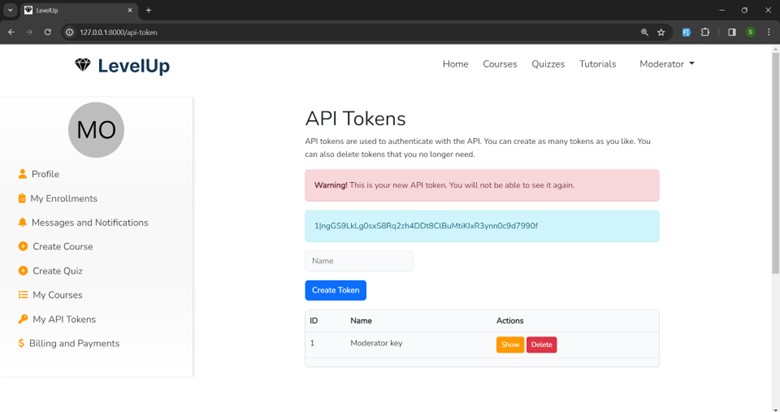 LevelUp
127.0.0.1:8000/api-token
S
LevelUp
Home Courses Quizzes Tutorials Moderator
MO
Profile
My Enrollments
Messages and Notifications
Create Course
Create Quiz
My Courses
My API Tokens
Billing and Payments
API Tokens
API tokens are used to authenticate with the API. You can create as many tokens as you like. You
can also delete tokens that you no longer need.
Warning! This is your new API token. You will not be able to see it again.
Name
Create Token
ID Name Actions
1 Moderator key Show Delete